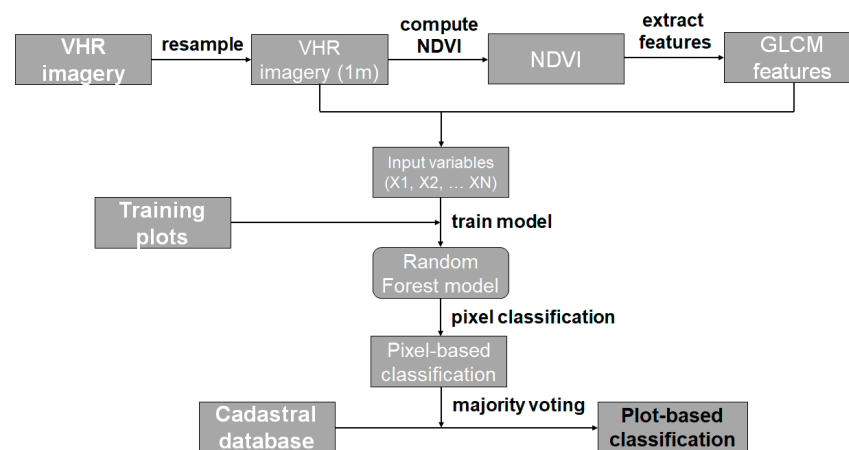 VHR
imagery
resample
VHR
imagery (1m)
compute
NDVI
NDVI
extract
features
GLCM
features
Input variables
(X1, X2, ... XN)
Training
plots
train model
Random
Forest model
pixel classification
Pixel-based
classification
majority voting
Cadastral
database
Plot-based
classification